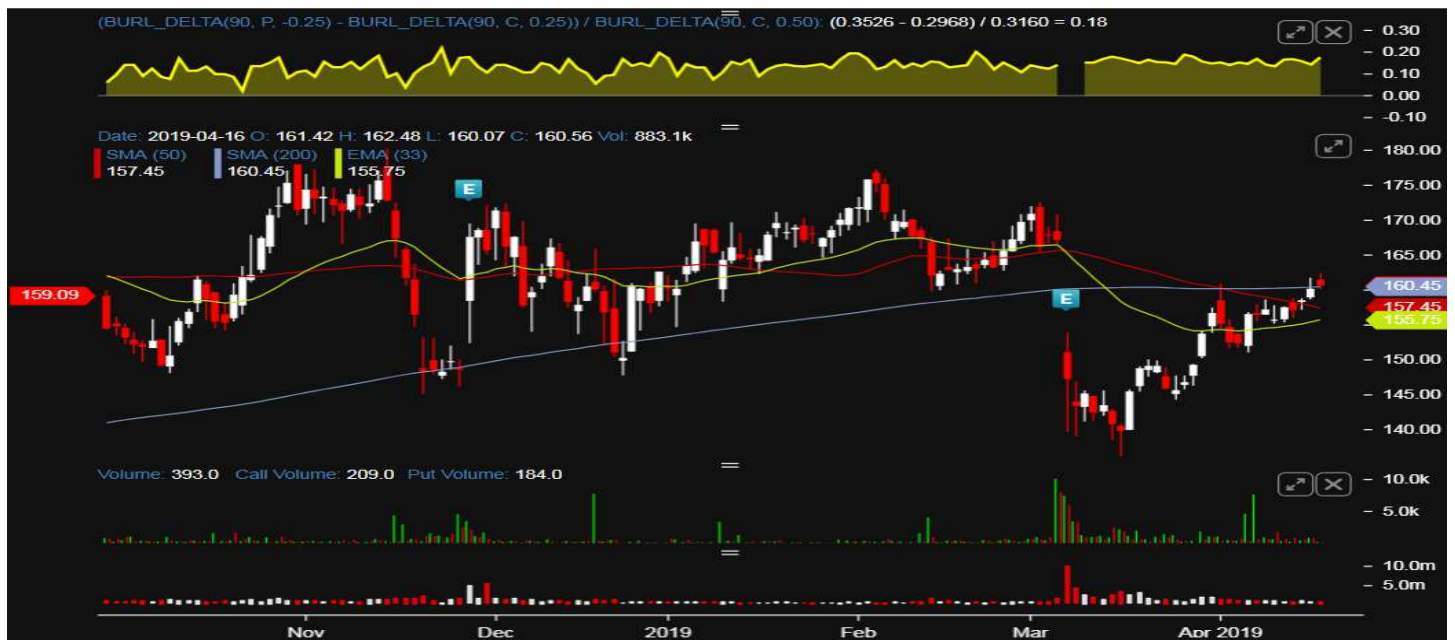 (BURL_DELTA(90, P, -0.25) - BURL_DELTA(90, C, 0.25)) / BURL_DELTA(90, C, 0.50): (0.3526 - 0.2968) / 0.3160 = 0.18
0.30
0.20
0.10
0.00
-0.10
Date: 2019-04-16 O: 161.42 H: 162.48 L: 160.07 C: 160.56 Vol: 883.1k
SMA (50) SMA (200) EMA (33)
157.45 160.45 155.75
180.00
175.00
E
170.00
165.00
159.09
160.45
E
157.45
155.75
150.00
145.00
140.00
Volume: 393.0 Call Volume: 209.0 Put Volume: 184.0
10.0k
5.0k
10.0m
5.0m
Nov Dec 2019 Feb Mar Apr 2019